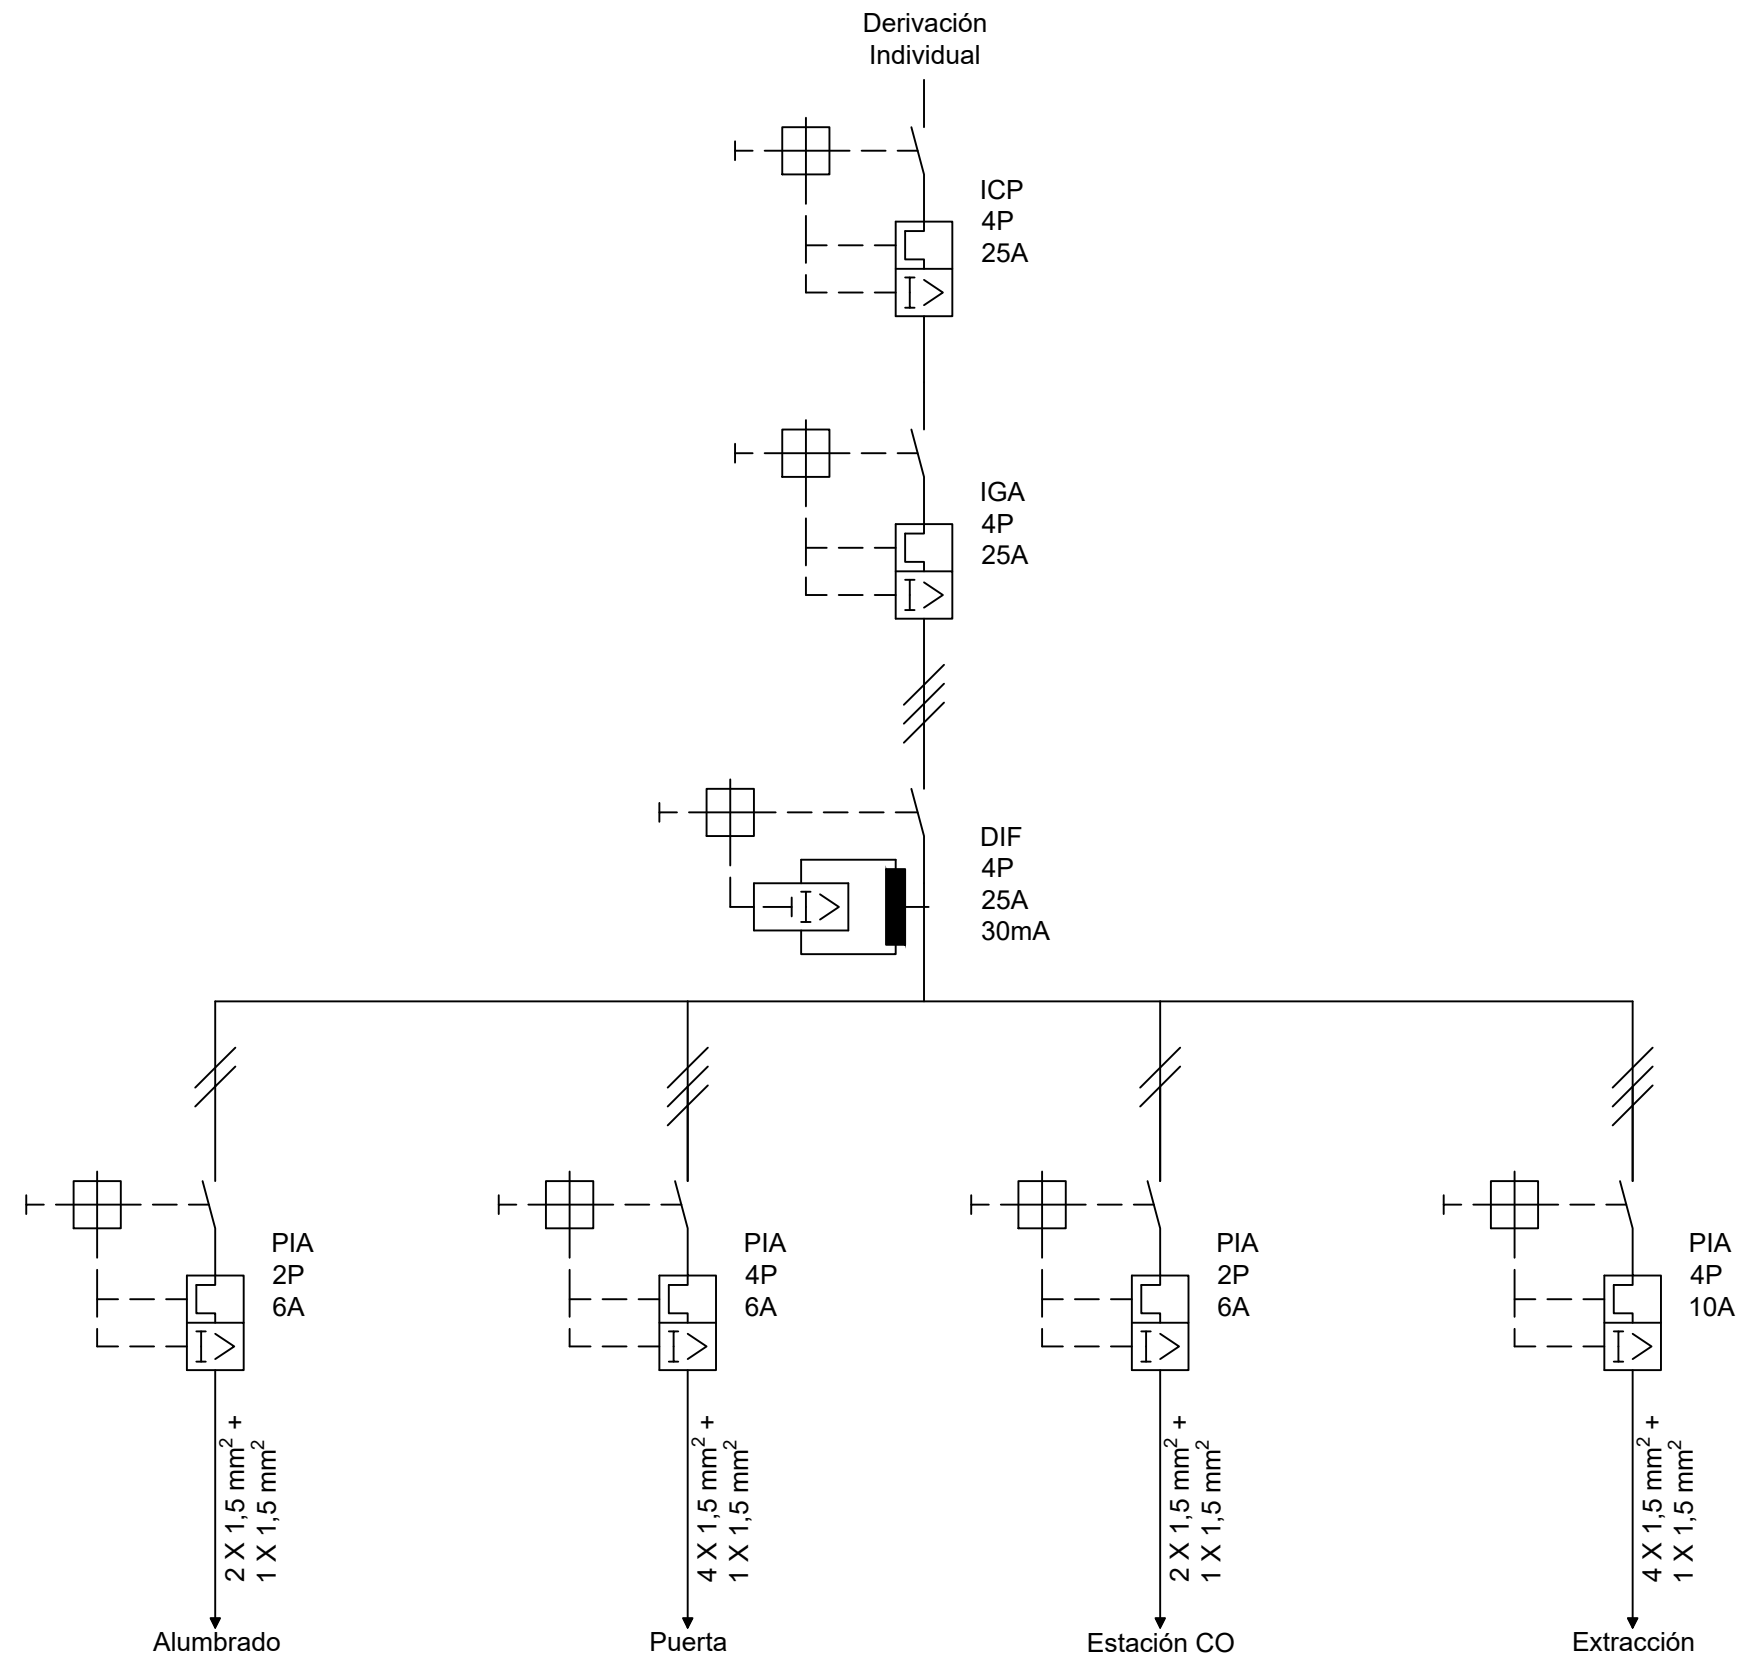 Derivación
Individual
ICP
4P
25A
IGA
4P
25A
DIF
4P
25A
30mA
PIA
2P
6A
PIA
4P
6A
PIA
2P
6A
PIA
4P
10A
2 X 1,5 mm² +
1 X 1,5 mm²
4 X 1,5 mm² +
1 X 1,5 mm²
2 X 1,5 mm² +
1 X 1,5 mm²
4 X 1,5 mm² +
1 X 1,5 mm²
Alumbrado
Puerta
Estación CO
Extracción